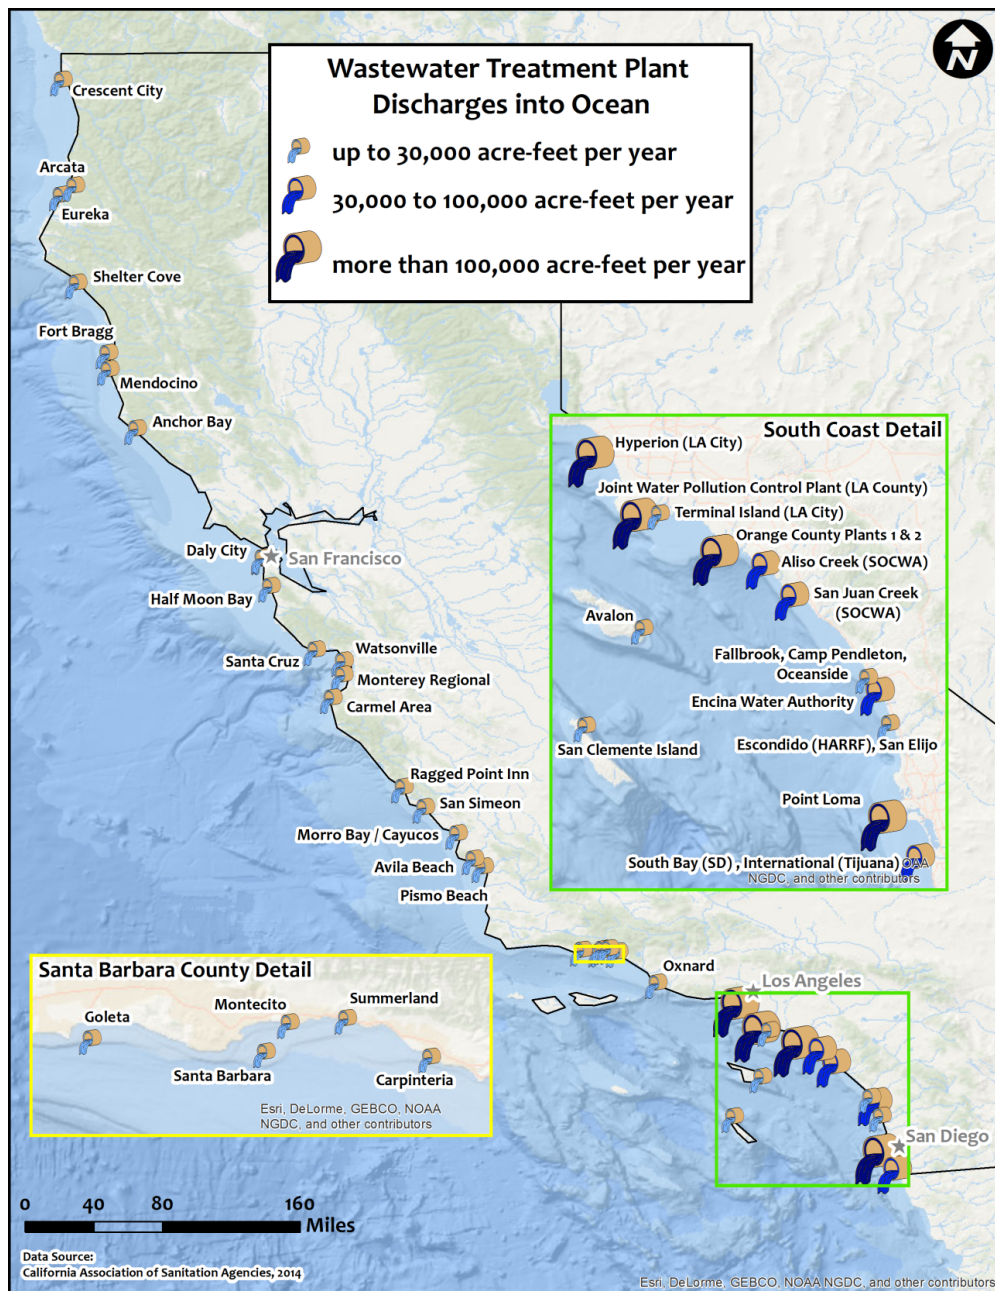 N
Wastewater Treatment Plant
Discharges into Ocean
up to 30,000 acre-feet per year
30,000 to 100,000 acre-feet per year
more than 100,000 acre-feet per year
Crescent City
Arcata
Eureka
Shelter Cove
Fort Bragg
Mendocino
Anchor Bay
Daly City
San Francisco
Half Moon Bay
Santa Cruz
Watsonville
Monterey Regional
Carmel Area
Ragged Point Inn
San Simeon
Morro Bay / Cayucos
Avila Beach
Pismo Beach
Oxnard
Los Angeles
San Diego
South Coast Detail
Hyperion (LA City)
Joint Water Pollution Control Plant (LA County)
Terminal Island (LA City)
Orange County Plants 1 & 2
Aliso Creek (SOCWA)
San Juan Creek
(SOCWA)
Avalon
Fallbrook, Camp Pendleton,
Oceanside
Encina Water Authority
San Clemente Island
Escondido (HARRF), San Elijo
Point Loma
South Bay (SD) , International (Tijuana)
NGDC, and other contributors
Santa Barbara County Detail
Goleta
Montecito
Summerland
Santa Barbara
Carpinteria
Esri, DeLorme, GEBCO, NOAA
NGDC, and other contributors
0 40 80 160
Miles
Data Source:
California Association of Sanitation Agencies, 2014
Esri, DeLorme, GEBCO, NOAA NGDC, and other contributors